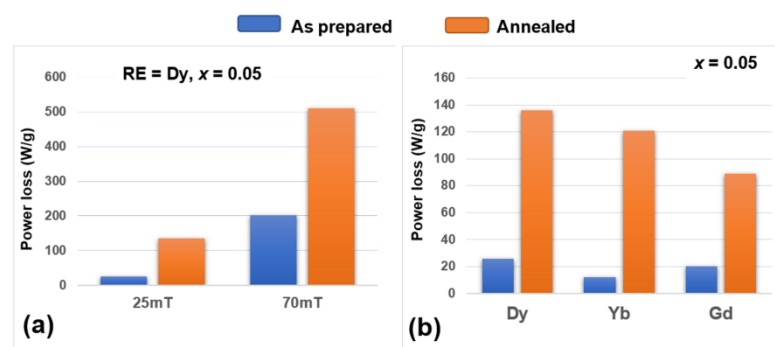 As prepared
Annealed
RE = Dy, x = 0.05
Power loss (W/g)
600
500
400
300
200
100
0
25mT
70mT
(a)
x = 0.05
Power loss (W/g)
160
140
120
100
80
60
40
20
0
Dy
Yb
Gd
(b)